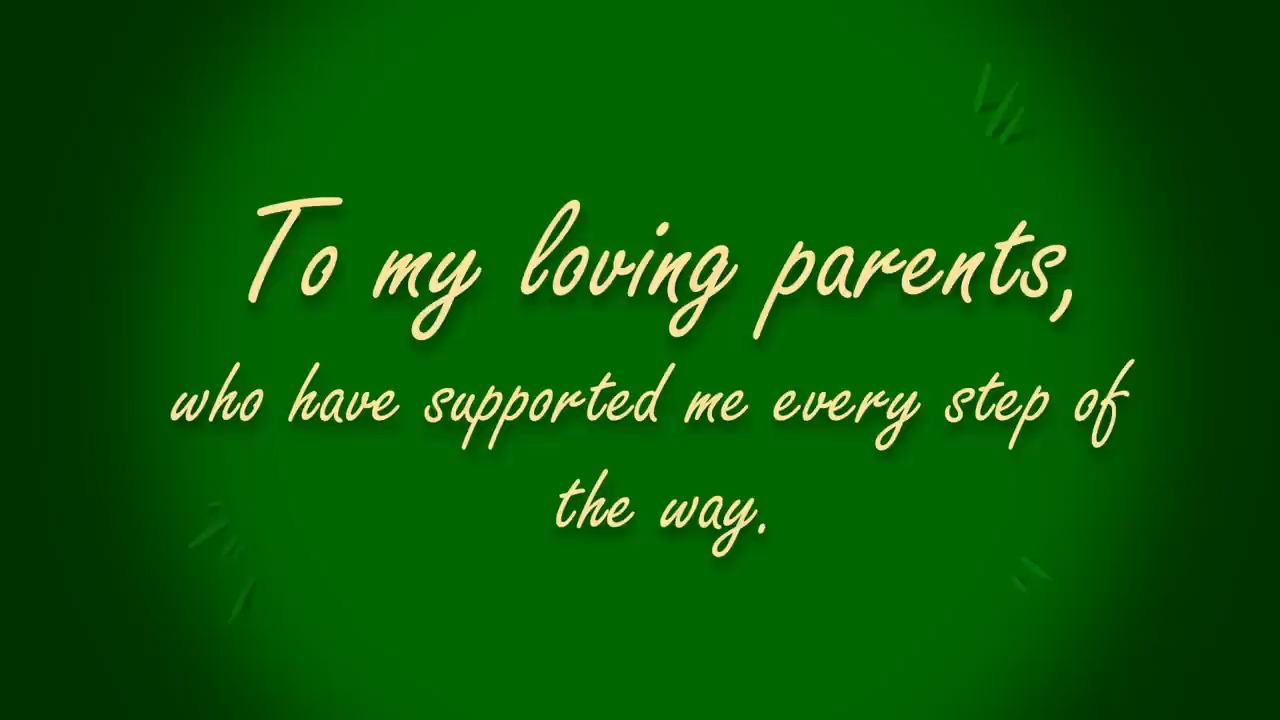 To my loving parents,
who have supported me every step of
the way.